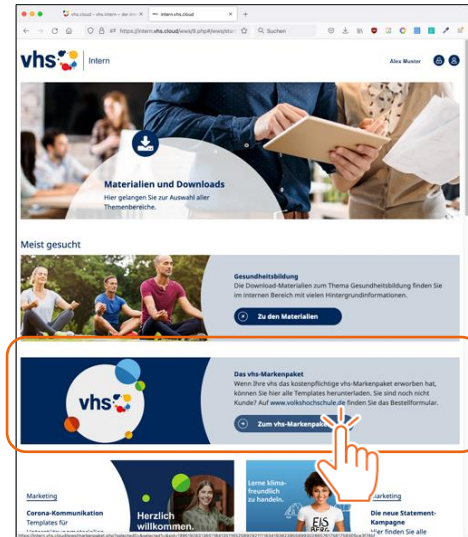 vhs.cloud - vhs.intern - der inn
intern.vhs.cloud
https://intern.vhs.cloud/wws/9.php#/wws/star
Suchen
vhs
Intern
Alex Muster
Materialien und Downloads
Hier gelangen Sie zur Auswahl aller
Themenbereiche.
Meist gesucht
Gesundheitsbildung
Die Download-Materialien zum Thema Gesundheitsbildung finden Sie
im internen Bereich mit vielen Hintergrundinformationen.
Zu den Materialien
Das vhs-Markenpaket
Wenn Ihre vhs das kostenpflichtige vhs-Markenpaket erworben hat,
können Sie hier alle Templates herunterladen. Sie sind noch nicht
Kunde? Auf www.volkshochschule.de finden Sie das Bestellformular.
vhs
Zum vhs-Markenpaket
Marketing
Corona-Kommunikation
Templates für
Herzlich
willkommen.
Lerne klima-
freundlich
zu handeln.
EIS
Marketing
Die neue Statement-
Kampagne
Hier finden Sie alle